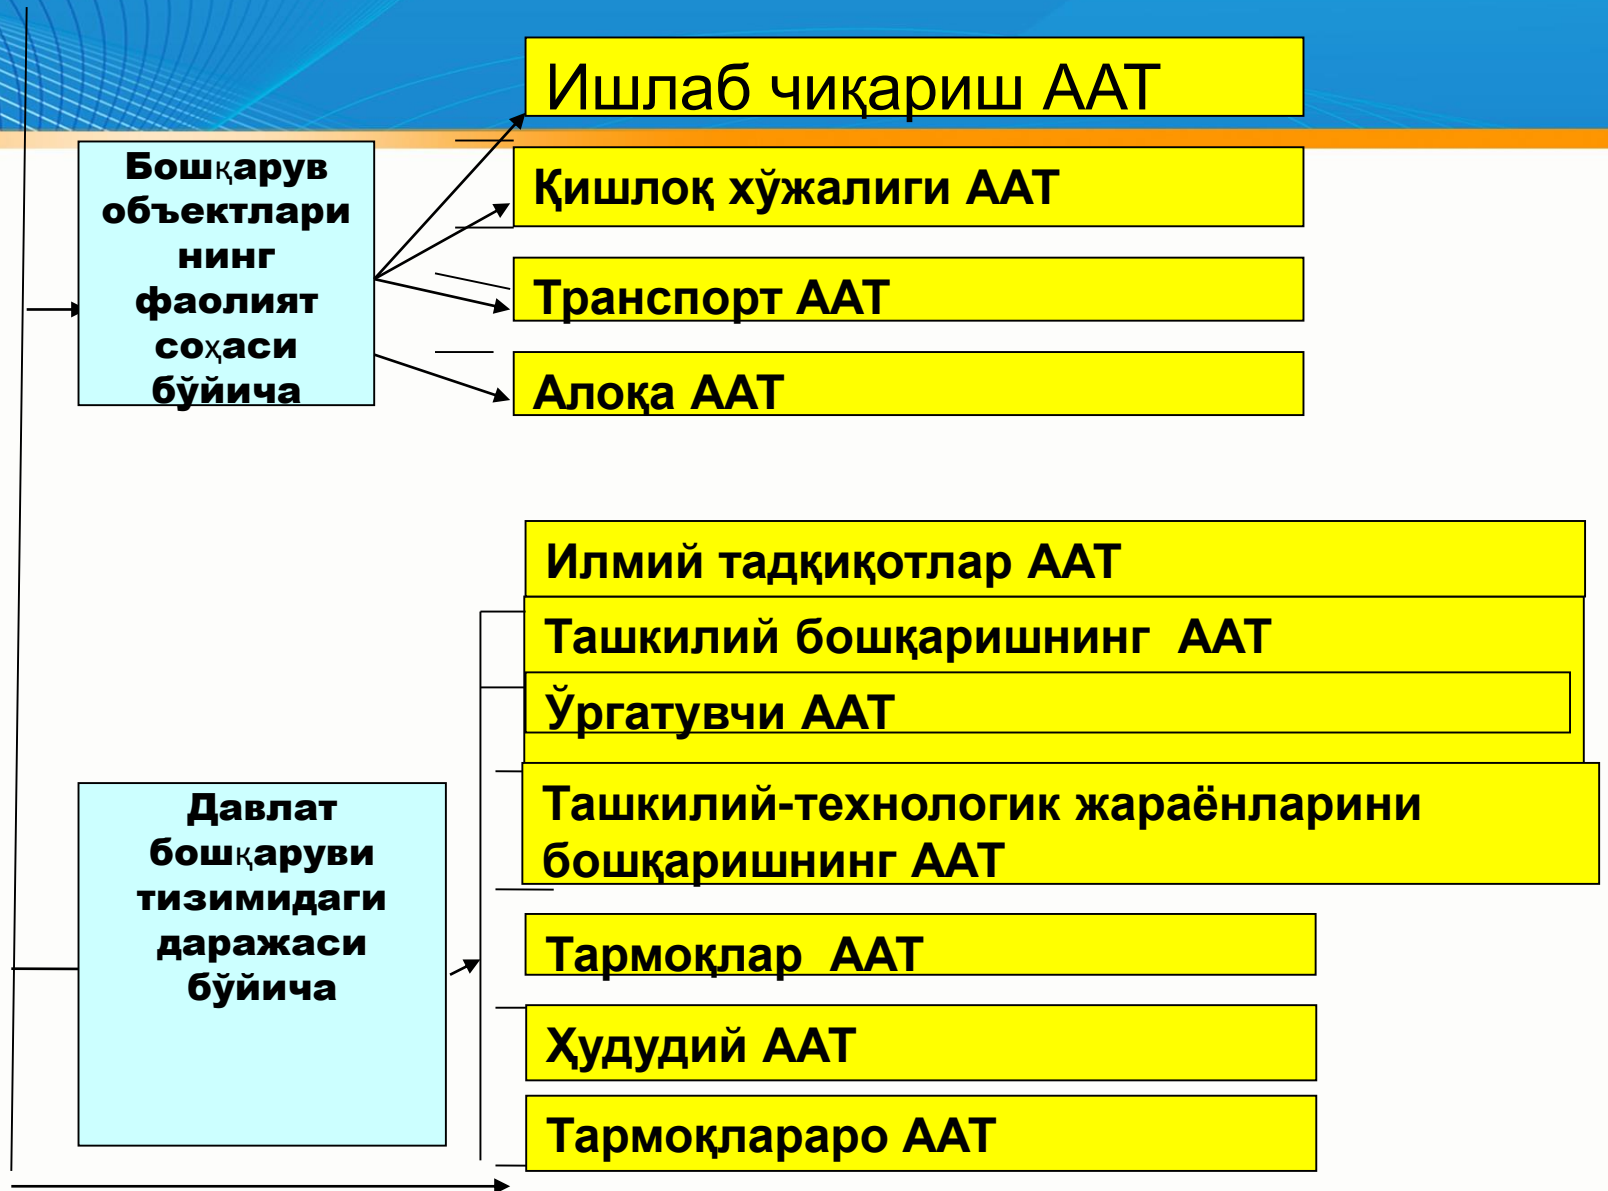 Ишлаб чиқариш ААТ
Бошқарув
объектлари
нинг
фаолият
соҳаси
бўйича
Қишлоқ хўжалиги ААТ
Транспорт ААТ
Алоқа ААТ
Илмий тадқиқотлар ААТ
Ташкилий бошқаришнинг  ААТ
Ўргатувчи ААТ
Ташкилий-технологик жараёнларини
бошқаришнинг ААТ
Давлат
бошқаруви
тизимидаги
даражаси
бўйича
Тармоқлар  ААТ
Ҳудудий ААТ
Тармоқлараро ААТ